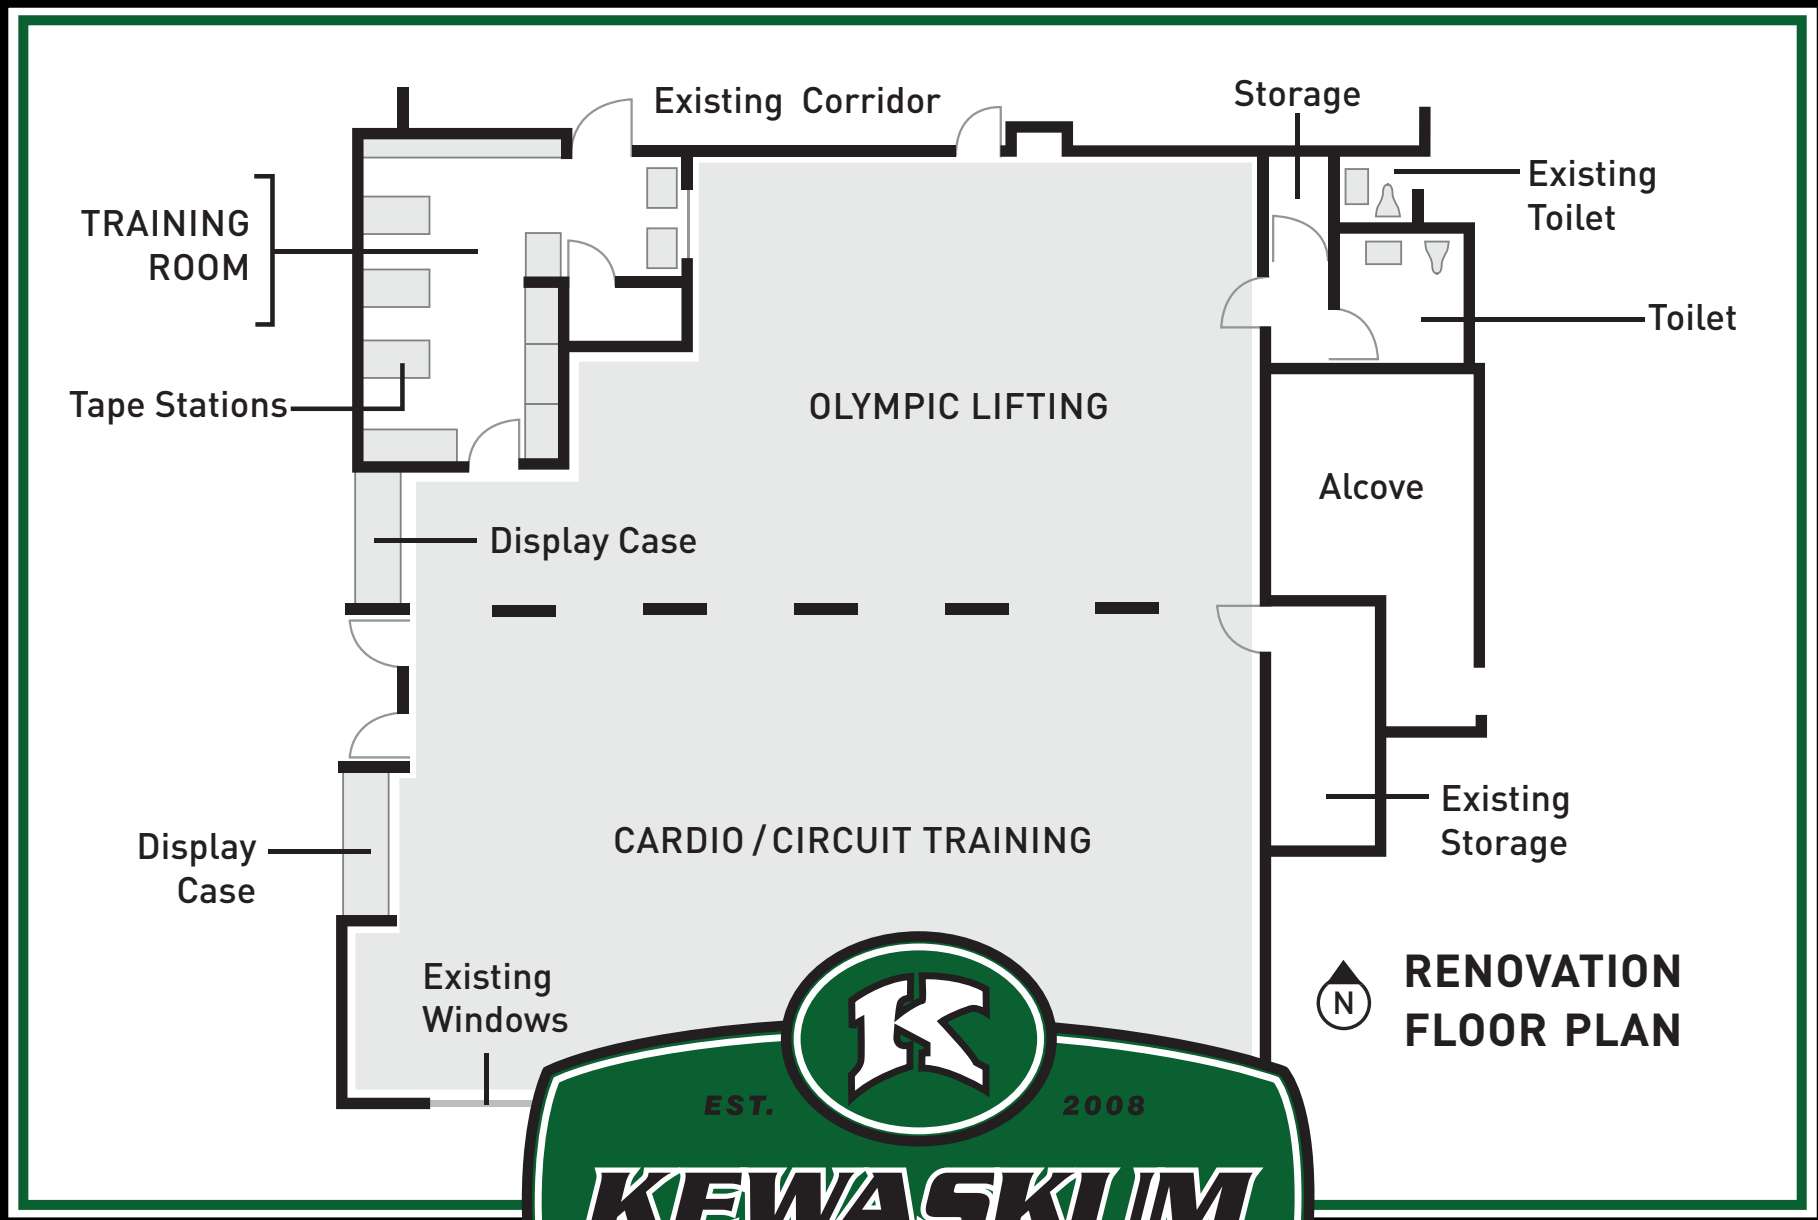 Existing Corridor
Storage
Existing
Toilet
TRAINING
ROOM
Toilet
Tape Stations
OLYMPIC LIFTING
Alcove
Display Case
CARDIO / CIRCUIT TRAINING
Existing
Storage
Display
Case
Existing
Windows
N
RENOVATION
FLOOR PLAN
K
EST. 2008
KEWASKUM